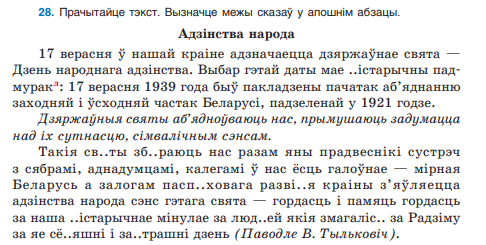 28. Прачытайце тэкст. Вызначце межы сказаў у апошнім абзацы.
Адзінства народа
17 верасня ў нашай краіне адзначаецца дзяржаўнае свята —
Дзень народнага адзінства. Выбар гэтай даты мае ..істарычны пад-
муракᴲ: 17 верасня 1939 года быў пакладзены пачатак аб’яднанню
заходняй і ўсходняй частак Беларусі, падзеленай у 1921 годзе.
Дзяржаўныя святы аб’ядноўваюць нас, прымушаюць задумацца
над іх сутнасцю, сімвалічным сэнсам.
Такія св..ты зб..раюць нас разам яны прадвеснікі сустрэч
з сябрамі, аднадумцамі, калегамі ў нас ёсць галоўнае — мірная
Беларусь а залогам пасп..ховага разві..я краіны з’яўляецца
адзінства народа сэнс гэтага свята — гордасць і памяць гордасць
за наша ..істарычнае мінулае за люд..ей якія змагаліс.. за Радзіму
за яе сё..яшні і за..трашні дзень (Паводле В. Тыльковіч).